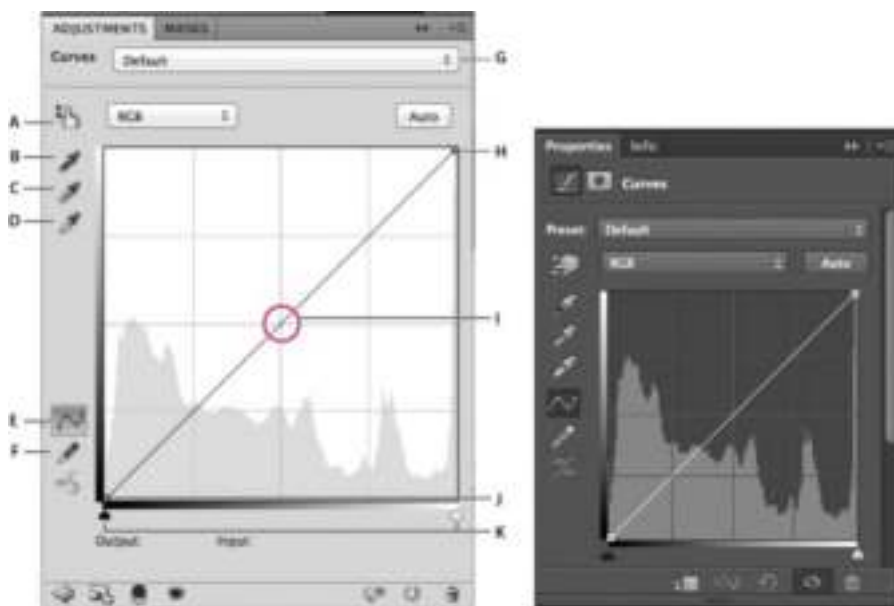 ADJUSTMENTS MASKS
Curves Default G
A RGB Auto
B
H
C
D
I
E
F
J
K
Output: Input:
Properties Info
Curves
Preset: Default
RGB Auto